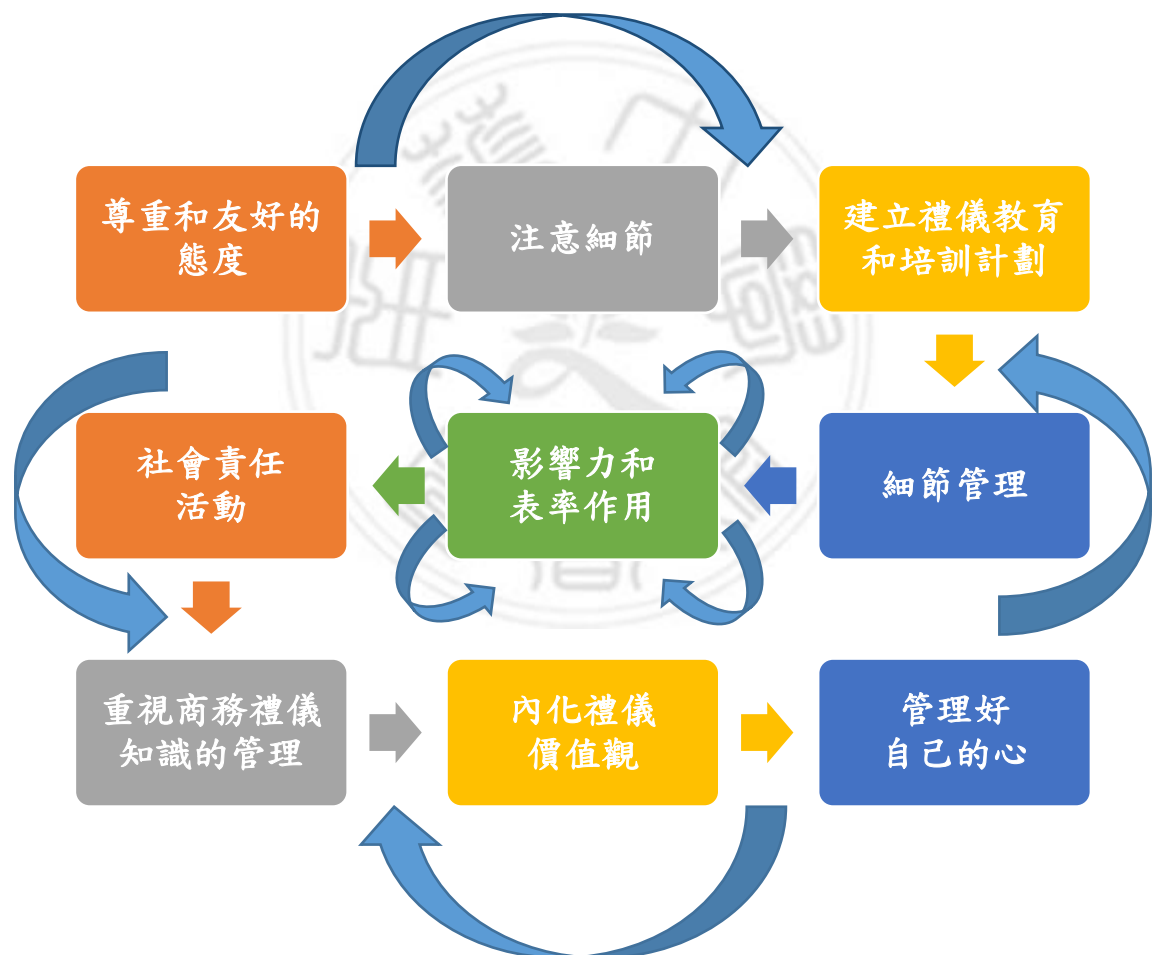 尊重和友好的
態度
注意細節
建立禮儀教育
和培訓計劃
社會責任
活動
影響力和
表率作用
細節管理
重視商務禮儀
知識的管理
內化禮儀
價值觀
管理好
自己的心